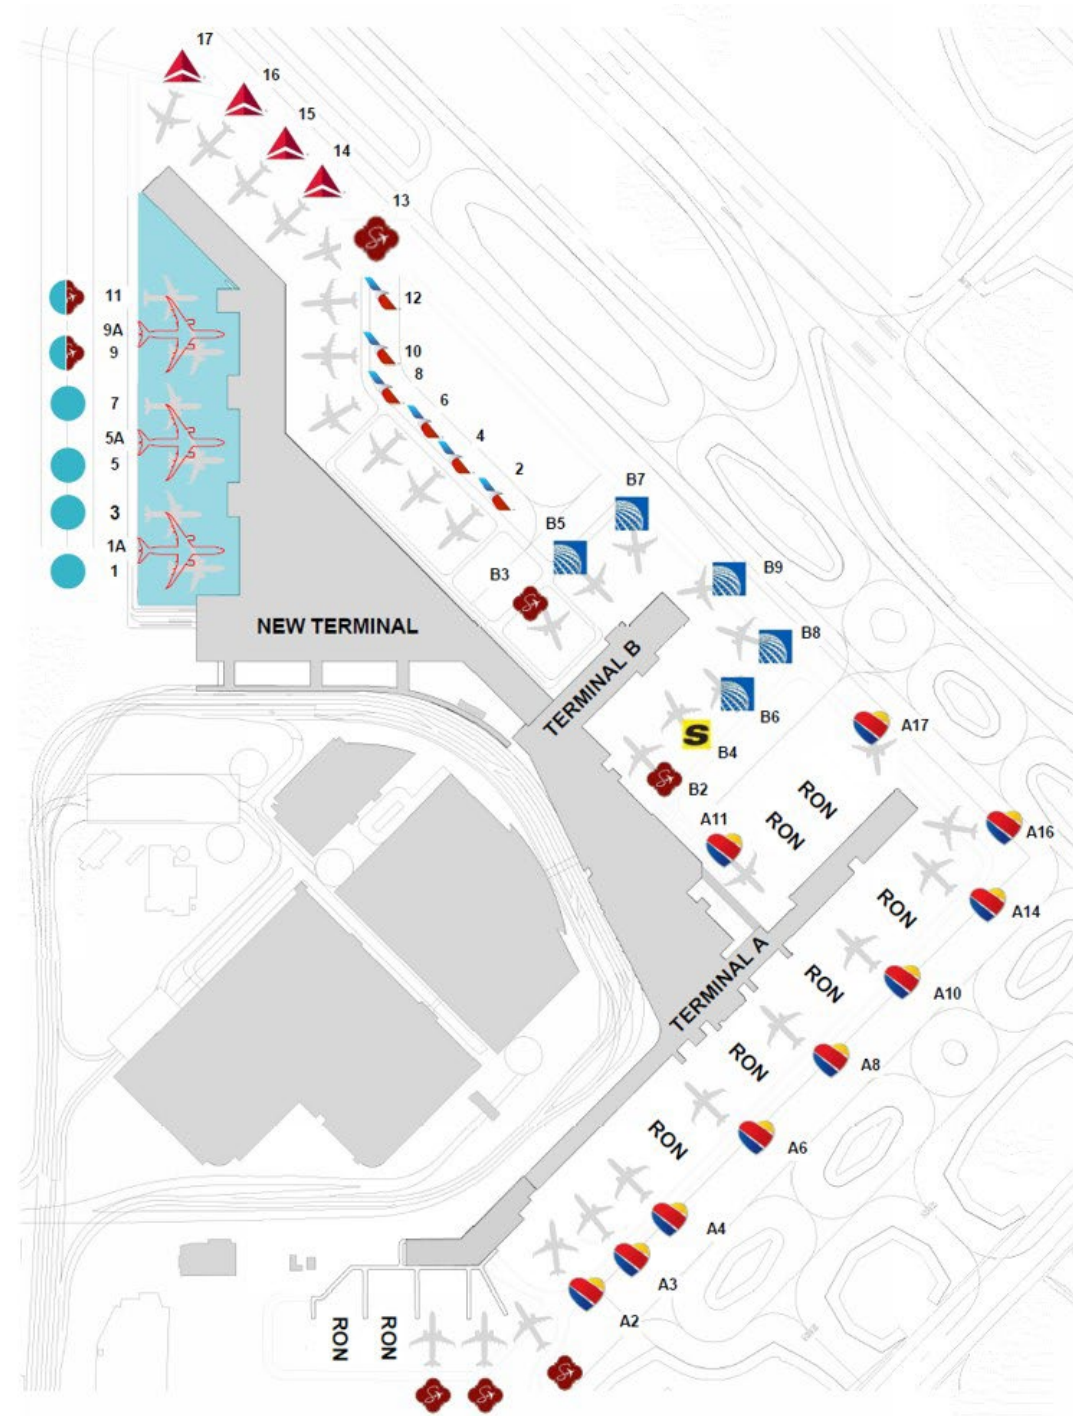 17
16
15
14
13
12
11
9A
10
9
8
7
6
5A
4
5
2
B7
3
B5
1A
B9
B3
1
NEW TERMINAL
B8
TERMINAL B
B6
A17
S
B4
B2
RON
A11
RON
A16
RON
A14
TERMINAL A
RON
A10
RON
A8
RON
A6
A4
A3
A2
RON
RON